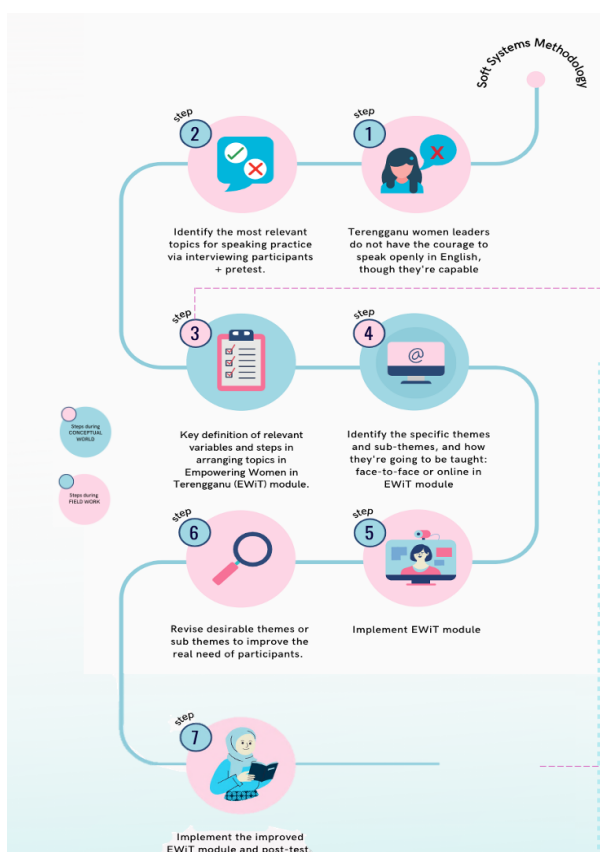 Soft Systems Methodology
step
1
Terengganu women leaders
do not have the courage to
speak openly in English,
though they're capable
step
2
Identify the most relevant
topics for speaking practice
via interviewing participants
+ pretest.
step
3
Key definition of relevant
variables and steps in
arranging topics in
Empowering Women in
Terengganu (EWiT) module.
step
4
@
Identify the specific themes
and sub-themes, and how
they're going to be taught:
face-to-face or online in
EWiT module
Steps during
CONCEPTUAL
WORLD
Steps during
FIELD WORK
step
5
Implement EWiT module
step
6
Revise desirable themes or
sub themes to improve the
real need of participants.
step
7
Implement the improved
EWiT module and post-test.